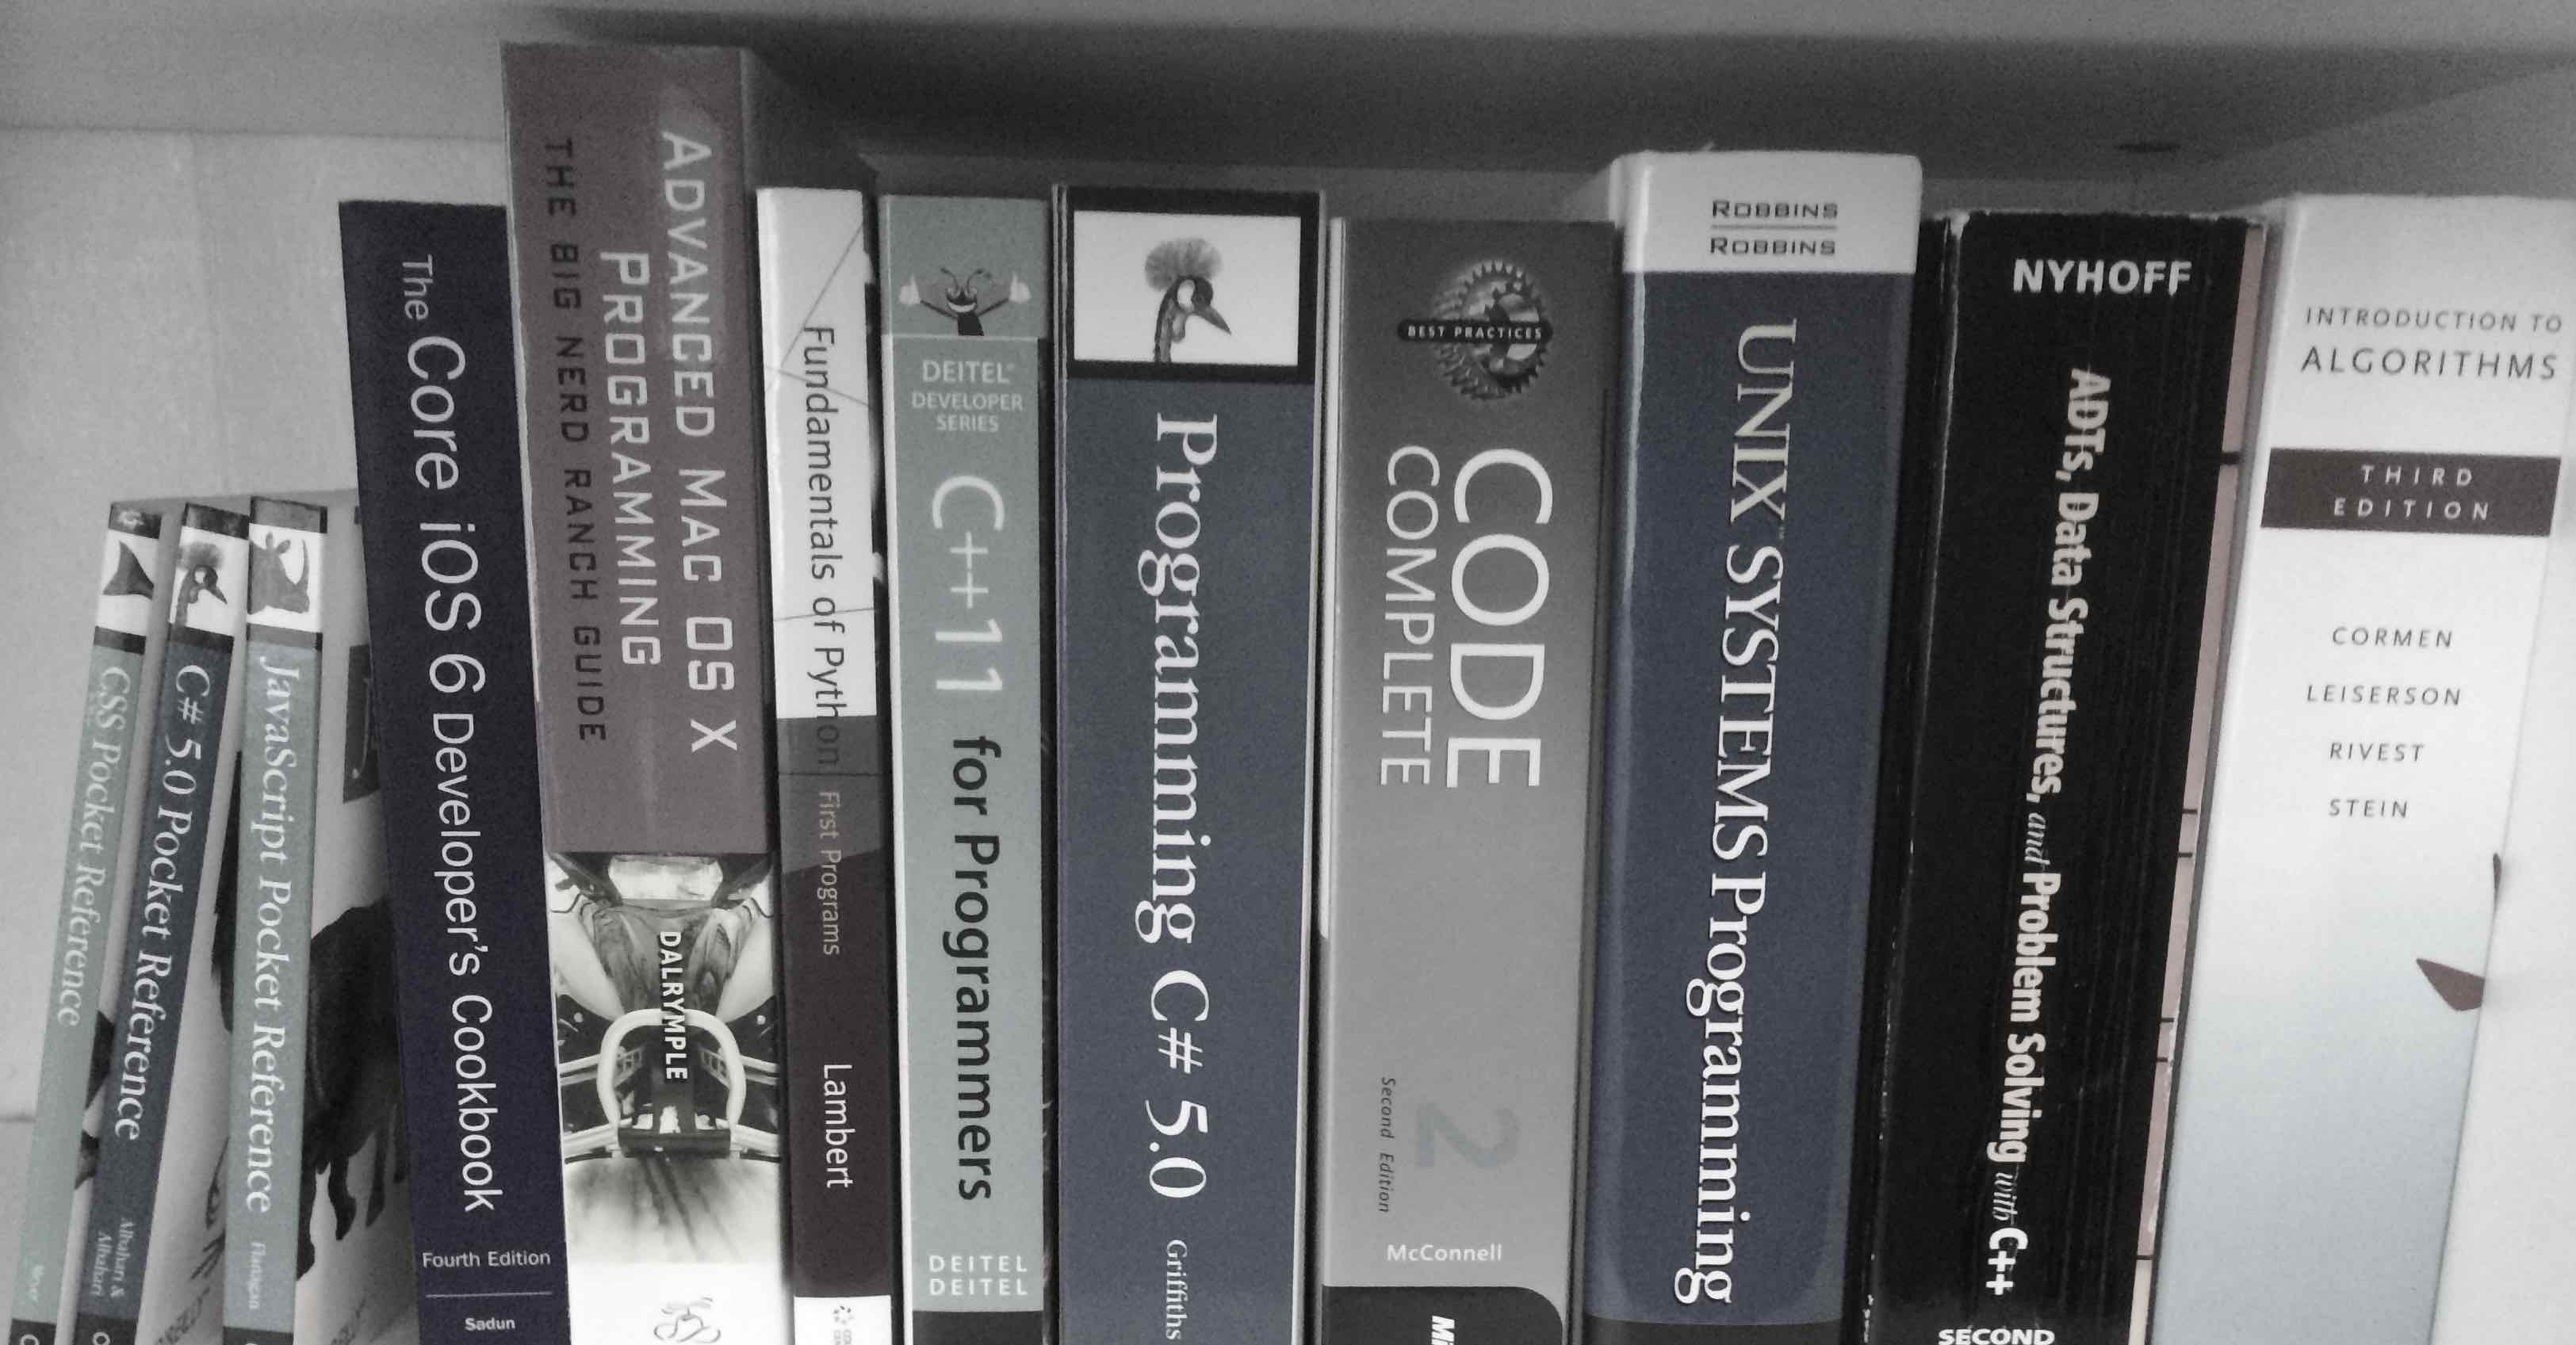 CSS Pocket Reference
Meyer
C# 5.0 Pocket Reference
Albahari &
Albahari
JavaScript Pocket Reference
Flanagan
The Core iOS 6 Developer's Cookbook
Fourth Edition
Sadun
ADVANCED MAC OS X
PROGRAMMING
THE BIG NERD RANCH GUIDE
DALRYMPLE
Fundamentals of Python
First Programs
Lambert
DEITEL®
DEVELOPER
SERIES
C++11 for Programmers
DEITEL
DEITEL
Programming C# 5.0
Griffiths
BEST PRACTICES
CODE
COMPLETE
2
Second Edition
McConnell
ROBBINS
ROBBINS
UNIX SYSTEMS Programming
NYHOFF
ADTs, Data Structures, and Problem Solving with C++
SECOND
INTRODUCTION TO
ALGORITHMS
THIRD
EDITION
CORMEN
LEISERSON
RIVEST
STEIN